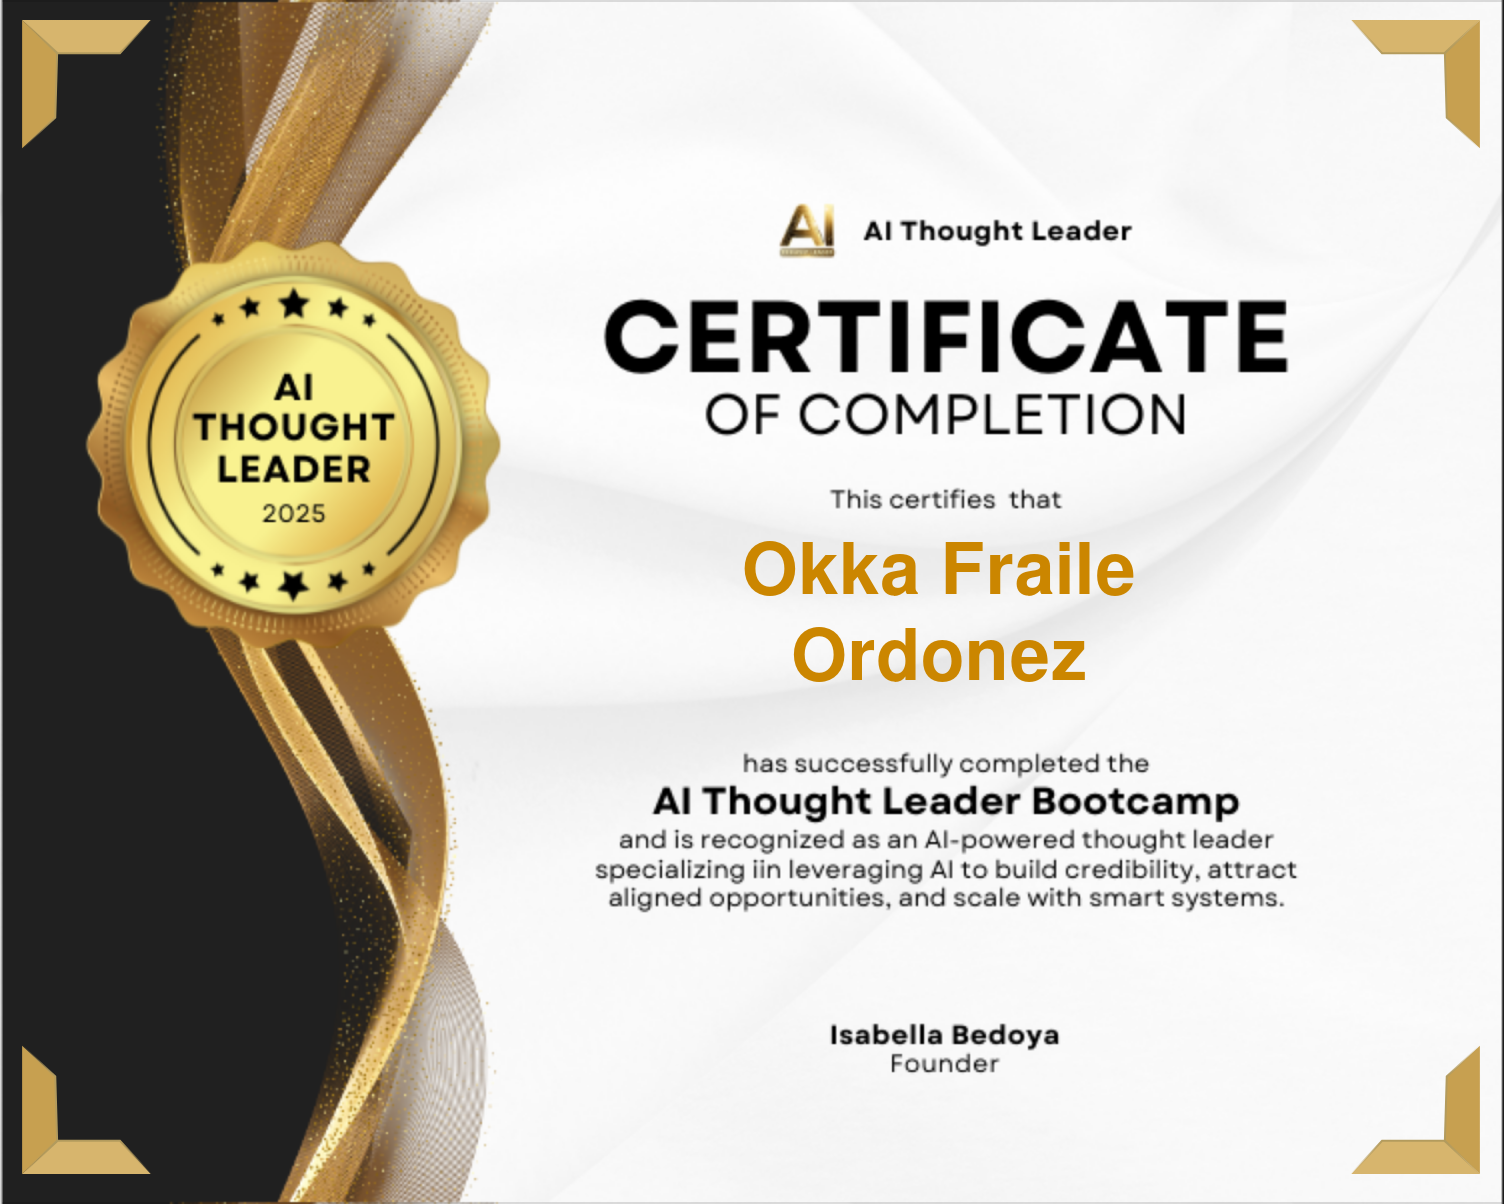 AI Thought Leader
CERTIFICATE
OF COMPLETION
This certifies that
Okka Fraile
Ordonez
has successfully completed the
AI Thought Leader Bootcamp
and is recognized as an AI-powered thought leader
specializing iin leveraging AI to build credibility, attract
aligned opportunities, and scale with smart systems.
Isabella Bedoya
Founder
AI
THOUGHT
LEADER
2025
AI